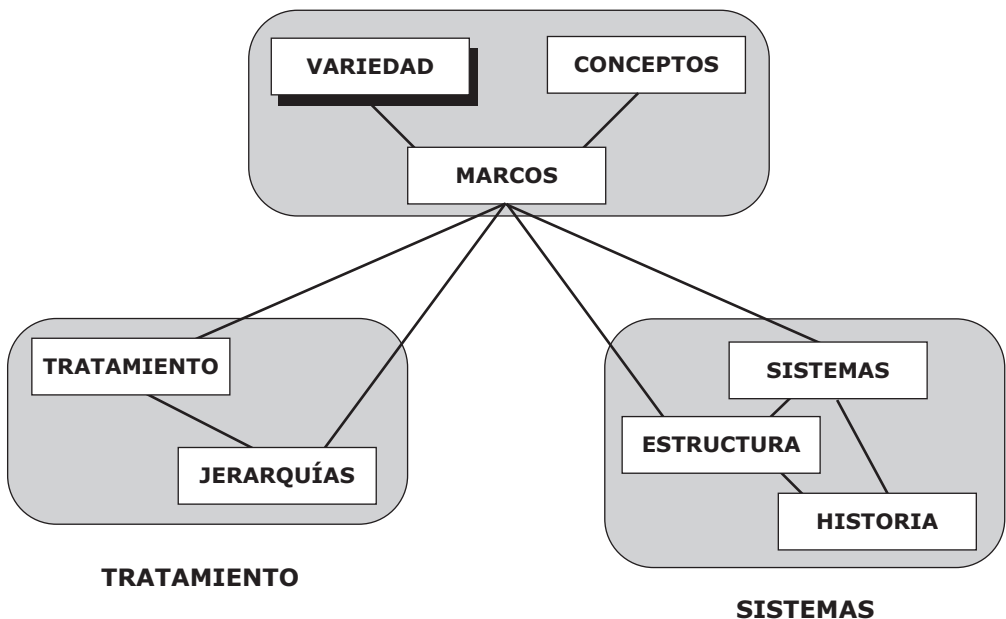 VARIEDAD
CONCEPTOS
MARCOS
TRATAMIENTO
JERARQUÍAS
SISTEMAS
ESTRUCTURA
HISTORIA
TRATAMIENTO
SISTEMAS